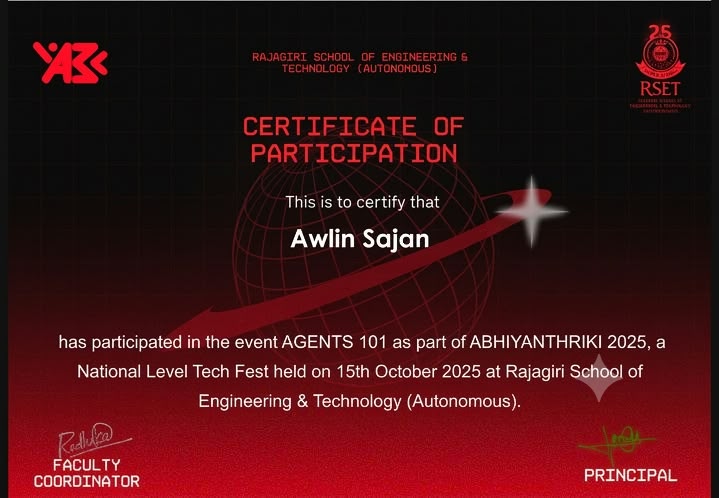 RAJAGIRI SCHOOL OF ENGINEERING &
TECHNOLOGY (AUTONONOUS)
25
RSET
CERTIFICATE OF
PARTICIPATION
This is to certify that
Awlin Sajan
has participated in the event AGENTS 101 as part of ABHIYANTHRIKI 2025, a
National Level Tech Fest held on 15th October 2025 at Rajagiri School of
Engineering & Technology (Autonomous).
FACULTY
COORDINATOR
PRINCIPAL